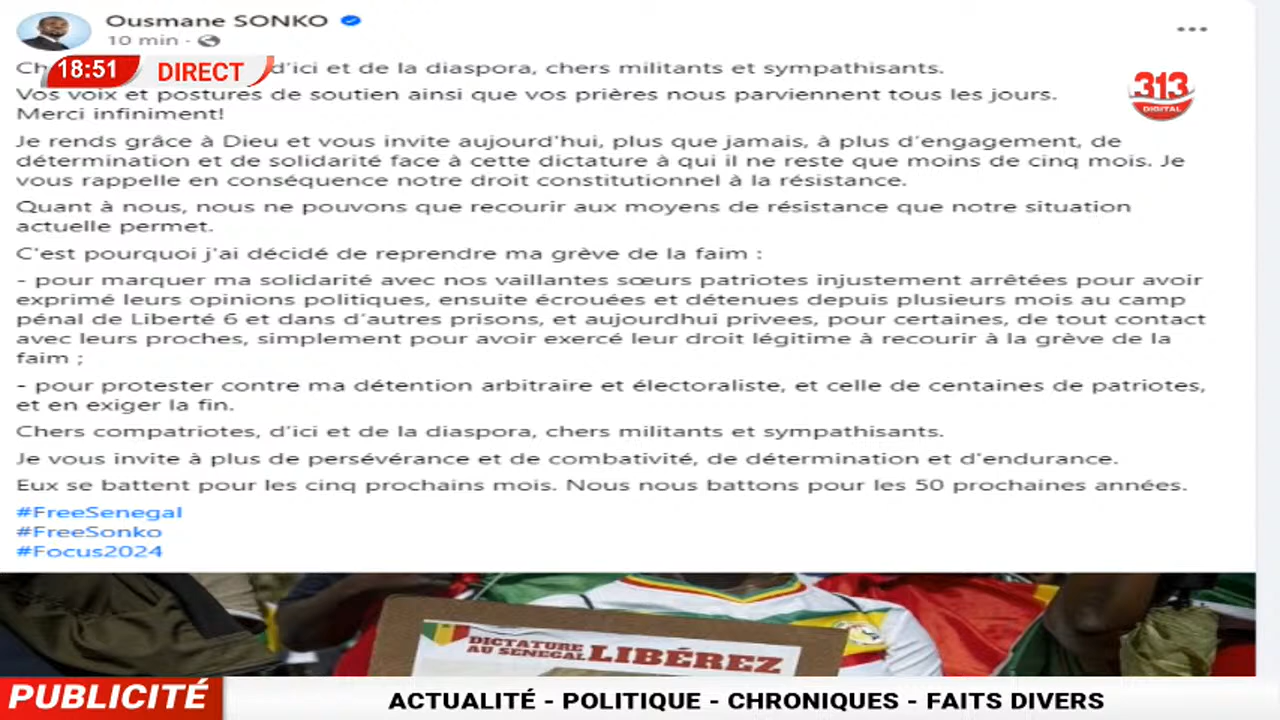 Ousmane SONKO
10 min ·
18:51 DIRECT
313
DIGITAL
d'ici et de la diaspora, chers militants et sympathisants.
Vos voix et postures de soutien ainsi que vos prières nous parviennent tous les jours.
Merci infiniment!
Je rends grâce à Dieu et vous invite aujourd'hui, plus que jamais, à plus d'engagement, de
détermination et de solidarité face à cette dictature à qui il ne reste que moins de cinq mois. Je
vous rappelle en conséquence notre droit constitutionnel à la résistance.
Quant à nous, nous ne pouvons que recourir aux moyens de résistance que notre situation
actuelle permet.
C'est pourquoi j'ai décidé de reprendre ma grève de la faim :
- pour marquer ma solidarité avec nos vaillantes sœurs patriotes injustement arrêtées pour avoir
exprimé leurs opinions politiques, ensuite écrouées et détenues depuis plusieurs mois au camp
pénal de Liberté 6 et dans d'autres prisons, et aujourdhui privees, pour certaines, de tout contact
avec leurs proches, simplement pour avoir exercé leur droit légitime à recourir à la grève de la
faim ;
- pour protester contre ma détention arbitraire et électoraliste, et celle de centaines de patriotes,
et en exiger la fin.
Chers compatriotes, d'ici et de la diaspora, chers militants et sympathisants.
Je vous invite à plus de persévérance et de combativité, de détermination et d'endurance.
Eux se battent pour les cinq prochains mois. Nous nous battons pour les 50 prochaines années.
#FreeSenegal
#FreeSonko
#Focus2024
DICTATURE
AU SENEGAL LIBÉREZ
PUBLICITÉ
ACTUALITÉ - POLITIQUE - CHRONIQUES - FAITS DIVERS